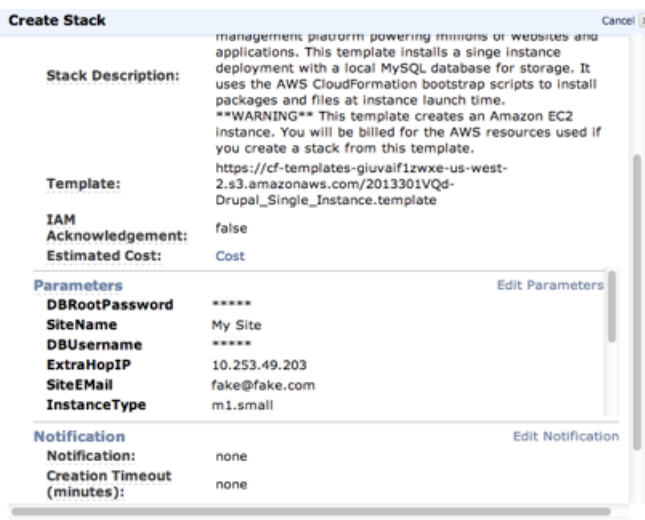 Create Stack
Cancel
management platform powering millions of websites and
applications. This template installs a singe instance
Stack Description:
deployment with a local MySQL database for storage. It
uses the AWS CloudFormation bootstrap scripts to install
packages and files at instance launch time.
**WARNING** This template creates an Amazon EC2
instance. You will be billed for the AWS resources used if
you create a stack from this template.
https://cf-templates-giuvaif1zwxe-us-west-
Template:
2.s3.amazonaws.com/2013301VQd-
Drupal_Single_Instance.template
IAM
Acknowledgement:
false
Estimated Cost: Cost
Parameters Edit Parameters
DBRootPassword *****
SiteName My Site
DBUsername *****
ExtraHopIP 10.253.49.203
SiteEMail fake@fake.com
InstanceType m1.small
Notification Edit Notification
Notification: none
Creation Timeout
(minutes):
none